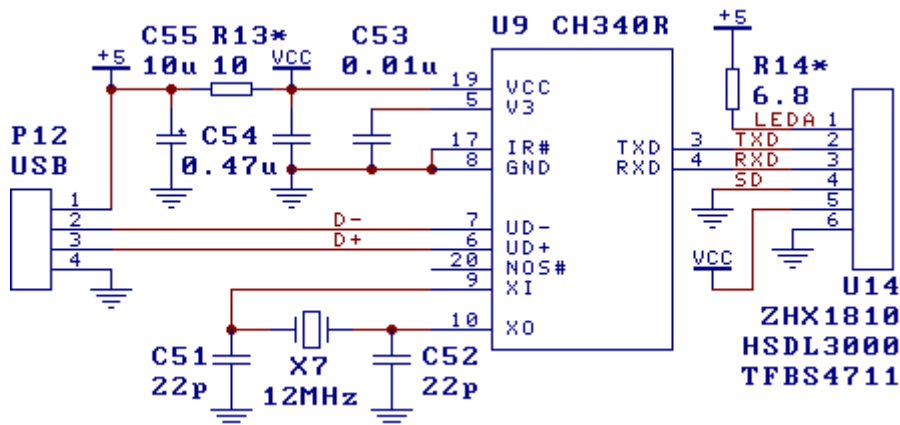 U9 CH340R
C55 R13* C53
+5 10u 10 VCC 0.01u
+5
R14*
6.8
19 VCC
5 V3
17 IR#
8 GND
TXD 3
RXD 4
LEDA 1
TXD 2
RXD 3
SD 4
5
6
P12
USB
C54
0.47u
1
2 D- 7 UD-
3 D+ 6 UD+
4
20 NOS#
9 XI
10 XO
VCC
U14
ZHX1810
HSDL3000
TFBS4711
C51
22p
X7
12MHz
C52
22p